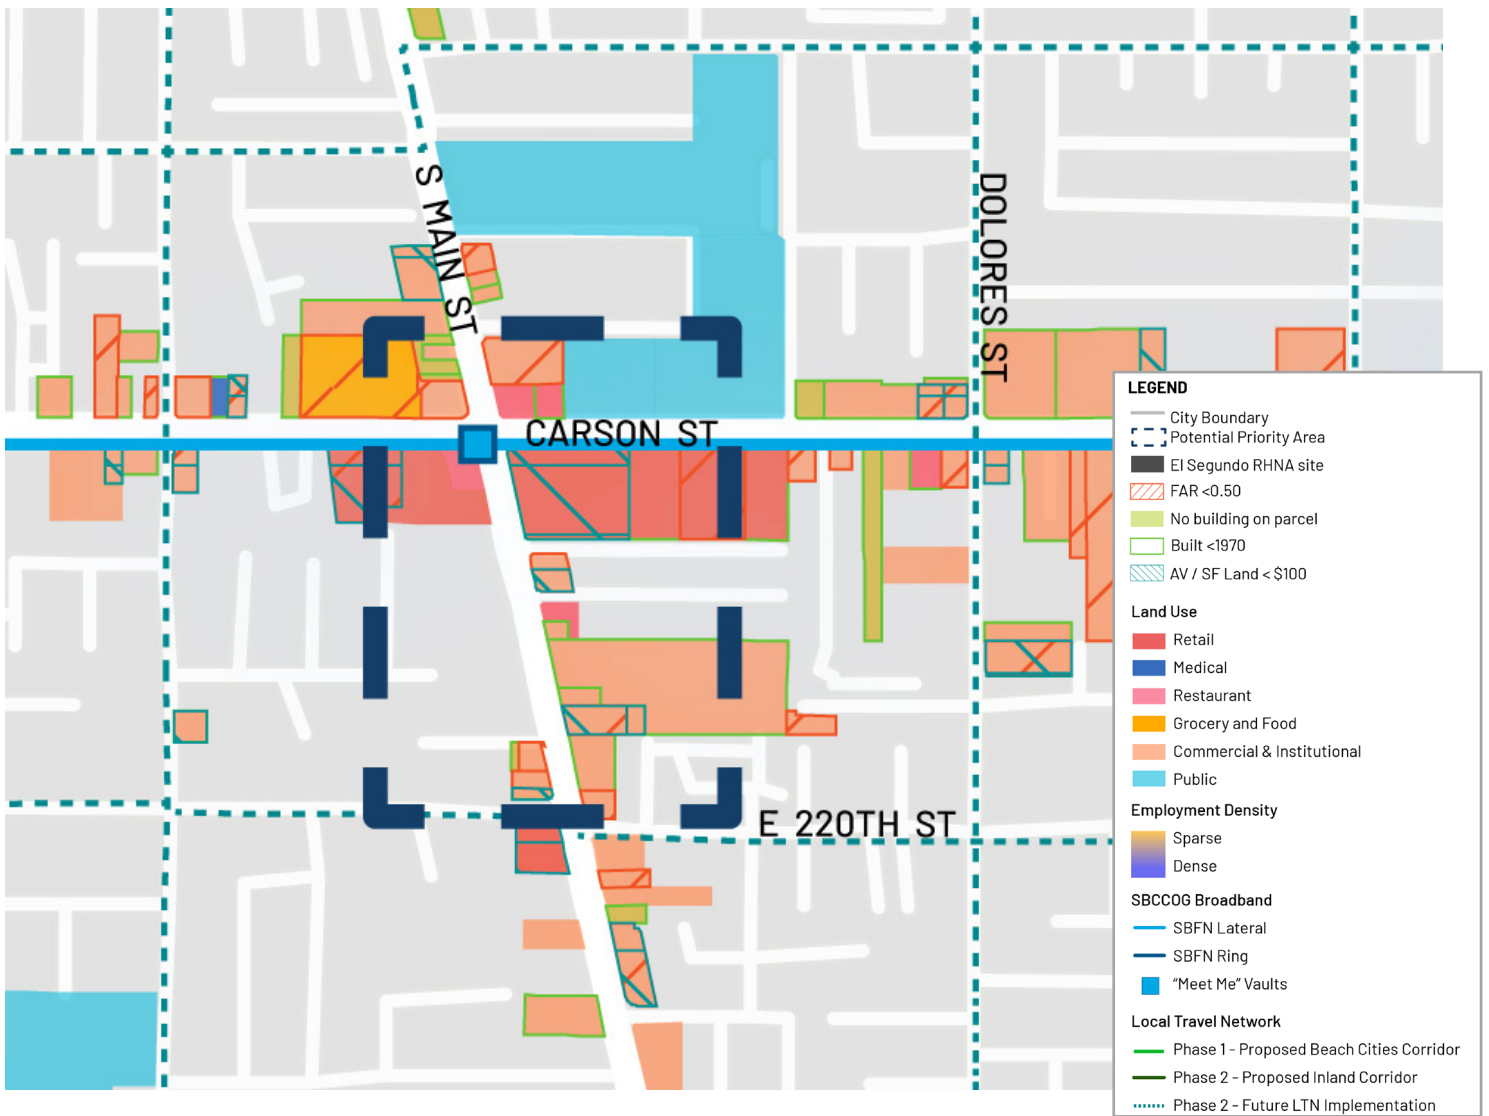 S MAIN ST
DOLORES ST
CARSON ST
E 220TH ST
LEGEND
City Boundary
Potential Priority Area
El Segundo RHNA site
FAR <0.50
No building on parcel
Built <1970
AV / SF Land < $100
Land Use
Retail
Medical
Restaurant
Grocery and Food
Commercial & Institutional
Public
Employment Density
Sparse
Dense
SBCCOG Broadband
SBFN Lateral
SBFN Ring
“Meet Me” Vaults
Local Travel Network
Phase 1 - Proposed Beach Cities Corridor
Phase 2 - Proposed Inland Corridor
Phase 2 - Future LTN Implementation